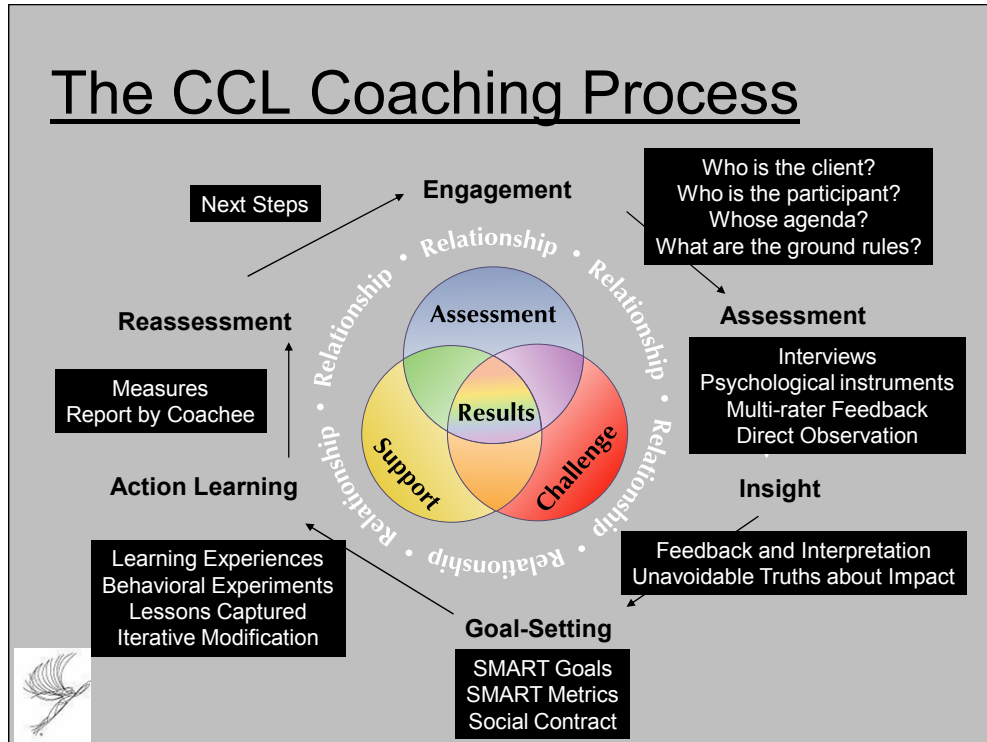 The CCL Coaching Process
Engagement
Who is the client?
Who is the participant?
Whose agenda?
What are the ground rules?
Assessment
Interviews
Psychological instruments
Multi-rater Feedback
Direct Observation
Insight
Feedback and Interpretation
Unavoidable Truths about Impact
Goal-Setting
SMART Goals
SMART Metrics
Social Contract
Action Learning
Learning Experiences
Behavioral Experiments
Lessons Captured
Iterative Modification
Reassessment
Measures
Report by Coachee
Next Steps
Relationship • Relationship • Relationship • Relationship • Relationship • Relationship • Relationship •
Assessment
Results
Support
Challenge